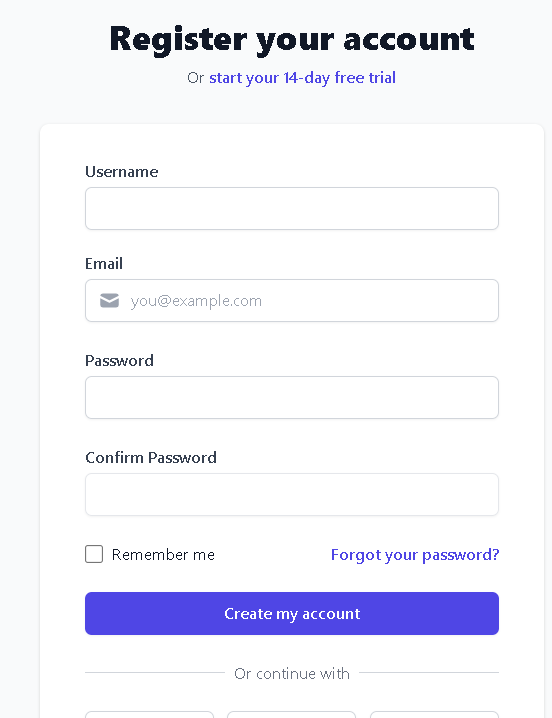 Register your account
Or start your 14-day free trial
Username
Email
you@example.com
Password
Confirm Password
Remember me Forgot your password?
Create my account
Or continue with